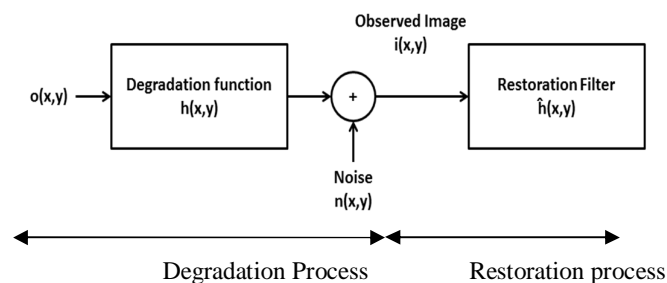 Observed Image
i(x,y)
o(x,y)
Degradation function
h(x,y)
+
Restoration Filter
ĥ(x,y)
Noise
n(x,y)
Degradation Process
Restoration process